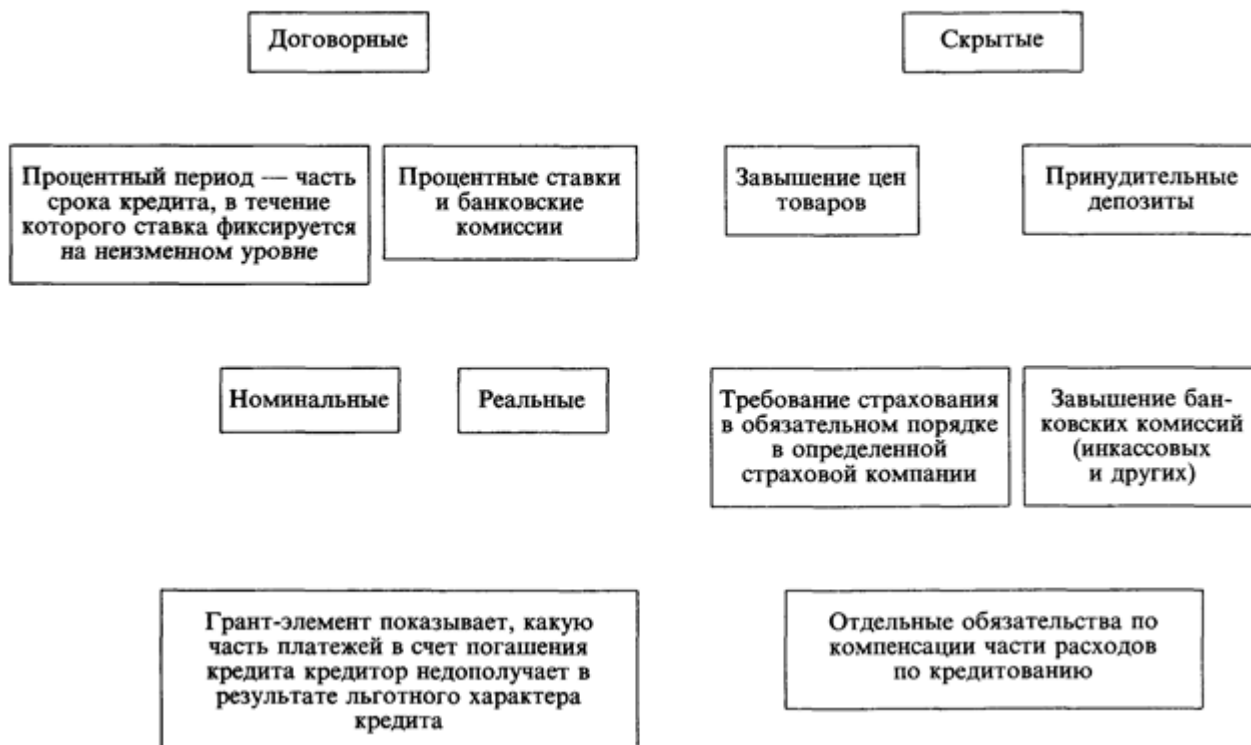 Договорные
Скрытые
Процентный период — часть
срока кредита, в течение
которого ставка фиксируется
на неизменном уровне
Процентные ставки
и банковские
комиссии
Завышение цен
товаров
Принудительные
депозиты
Номинальные
Реальные
Требование страхования
в обязательном порядке
в определенной
страховой компании
Завышение бан-
ковских комиссий
(инкассовых
и других)
Грант-элемент показывает, какую
часть платежей в счет погашения
кредита кредитор недополучает в
результате льготного характера
кредита
Отдельные обязательства по
компенсации части расходов
по кредитованию